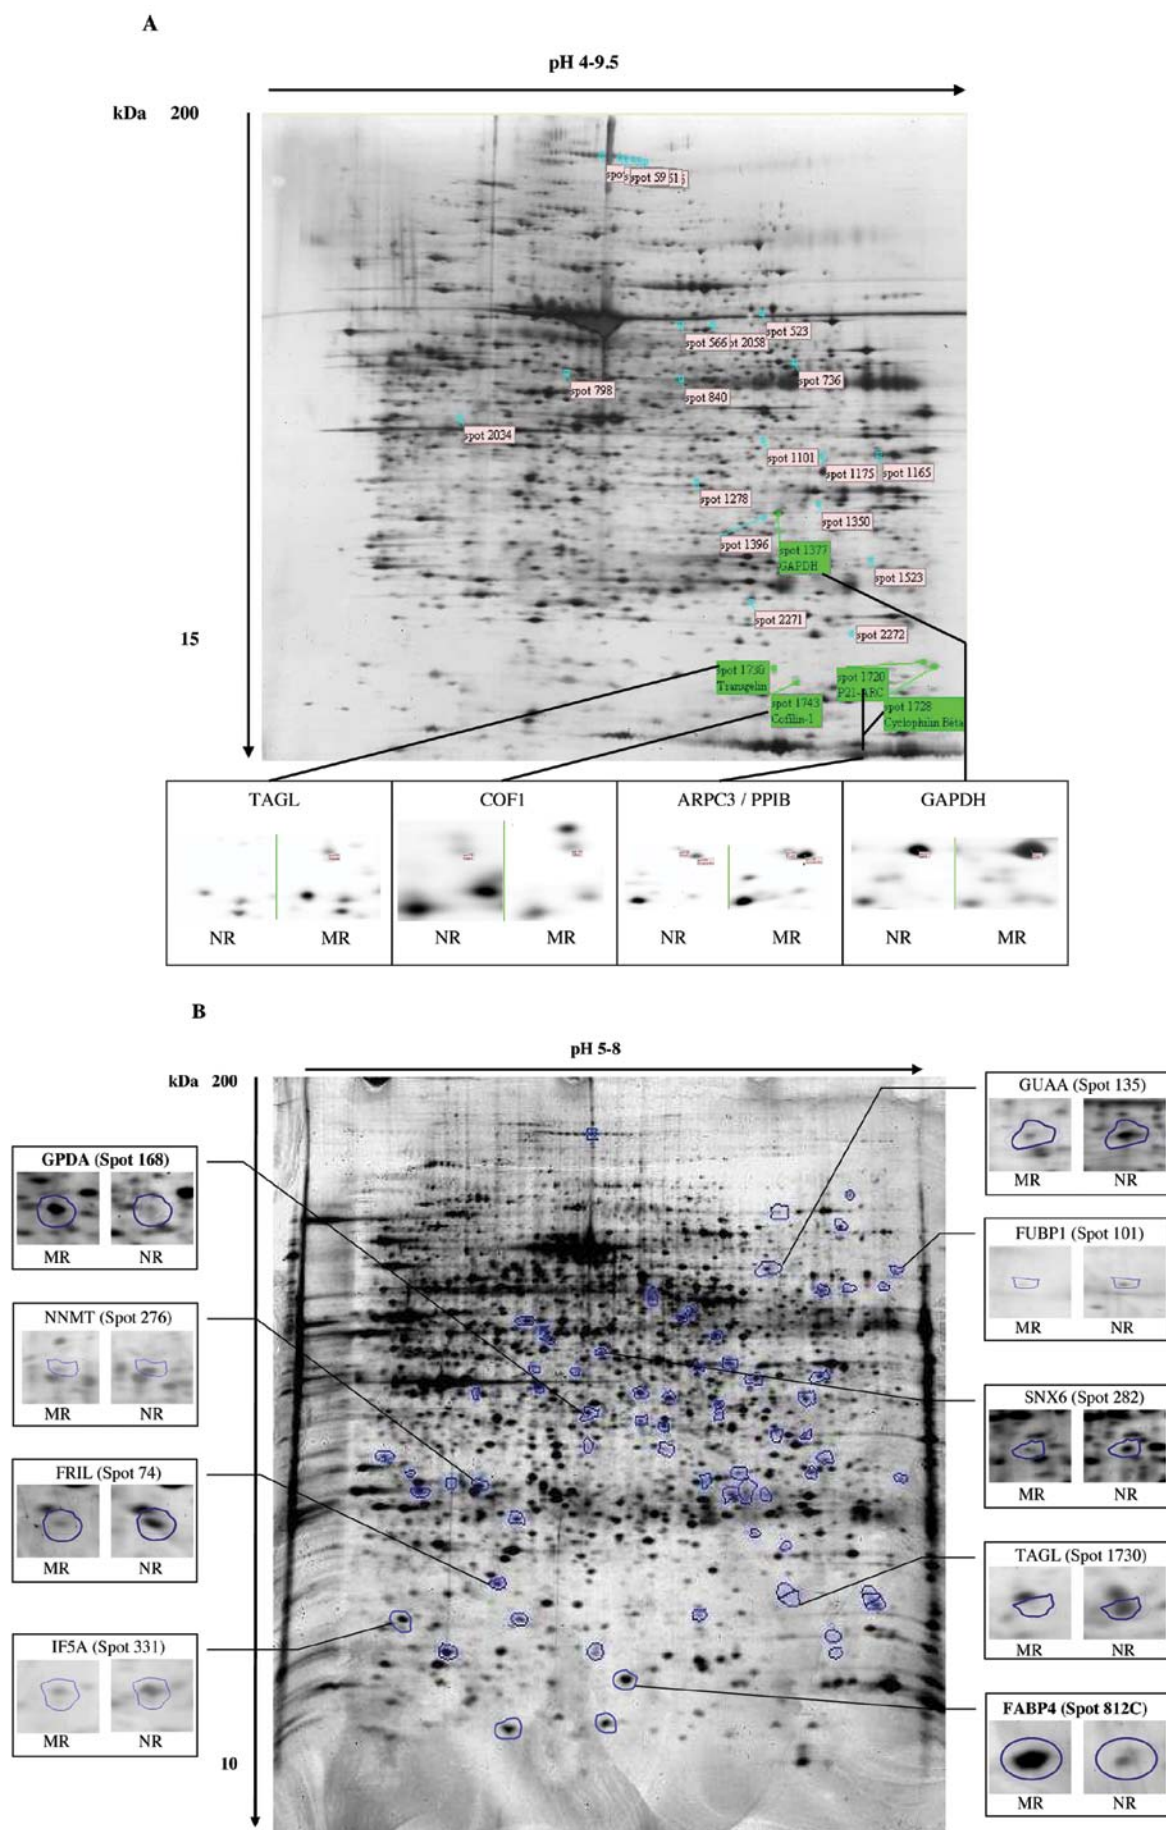 A
pH 4-9.5
kDa 200
spot 59
spot 523
spot 566
spot 736
spot 798
spot 840
spot 2034
spot 1101
spot 1175
spot 1165
spot 1278
spot 1350
spot 1396
spot 1377
GAPDH
spot 1523
spot 2271
15
spot 2272
Transgelin
spot 1720
P21-ARC
spot 1743
Cofilin-1
spot 1728
Cyclophilin Béta
TAGL
COF1
ARPC3 / PPIB
GAPDH
NR MR
NR MR
NR MR
NR MR
B
pH 5-8
kDa 200
GUAA (Spot 135)
MR NR
GPDA (Spot 168)
MR NR
FUBP1 (Spot 101)
MR NR
NNMT (Spot 276)
MR NR
SNX6 (Spot 282)
MR NR
FRIL (Spot 74)
MR NR
TAGL (Spot 1730)
MR NR
IF5A (Spot 331)
MR NR
FABP4 (Spot 812C)
MR NR
10